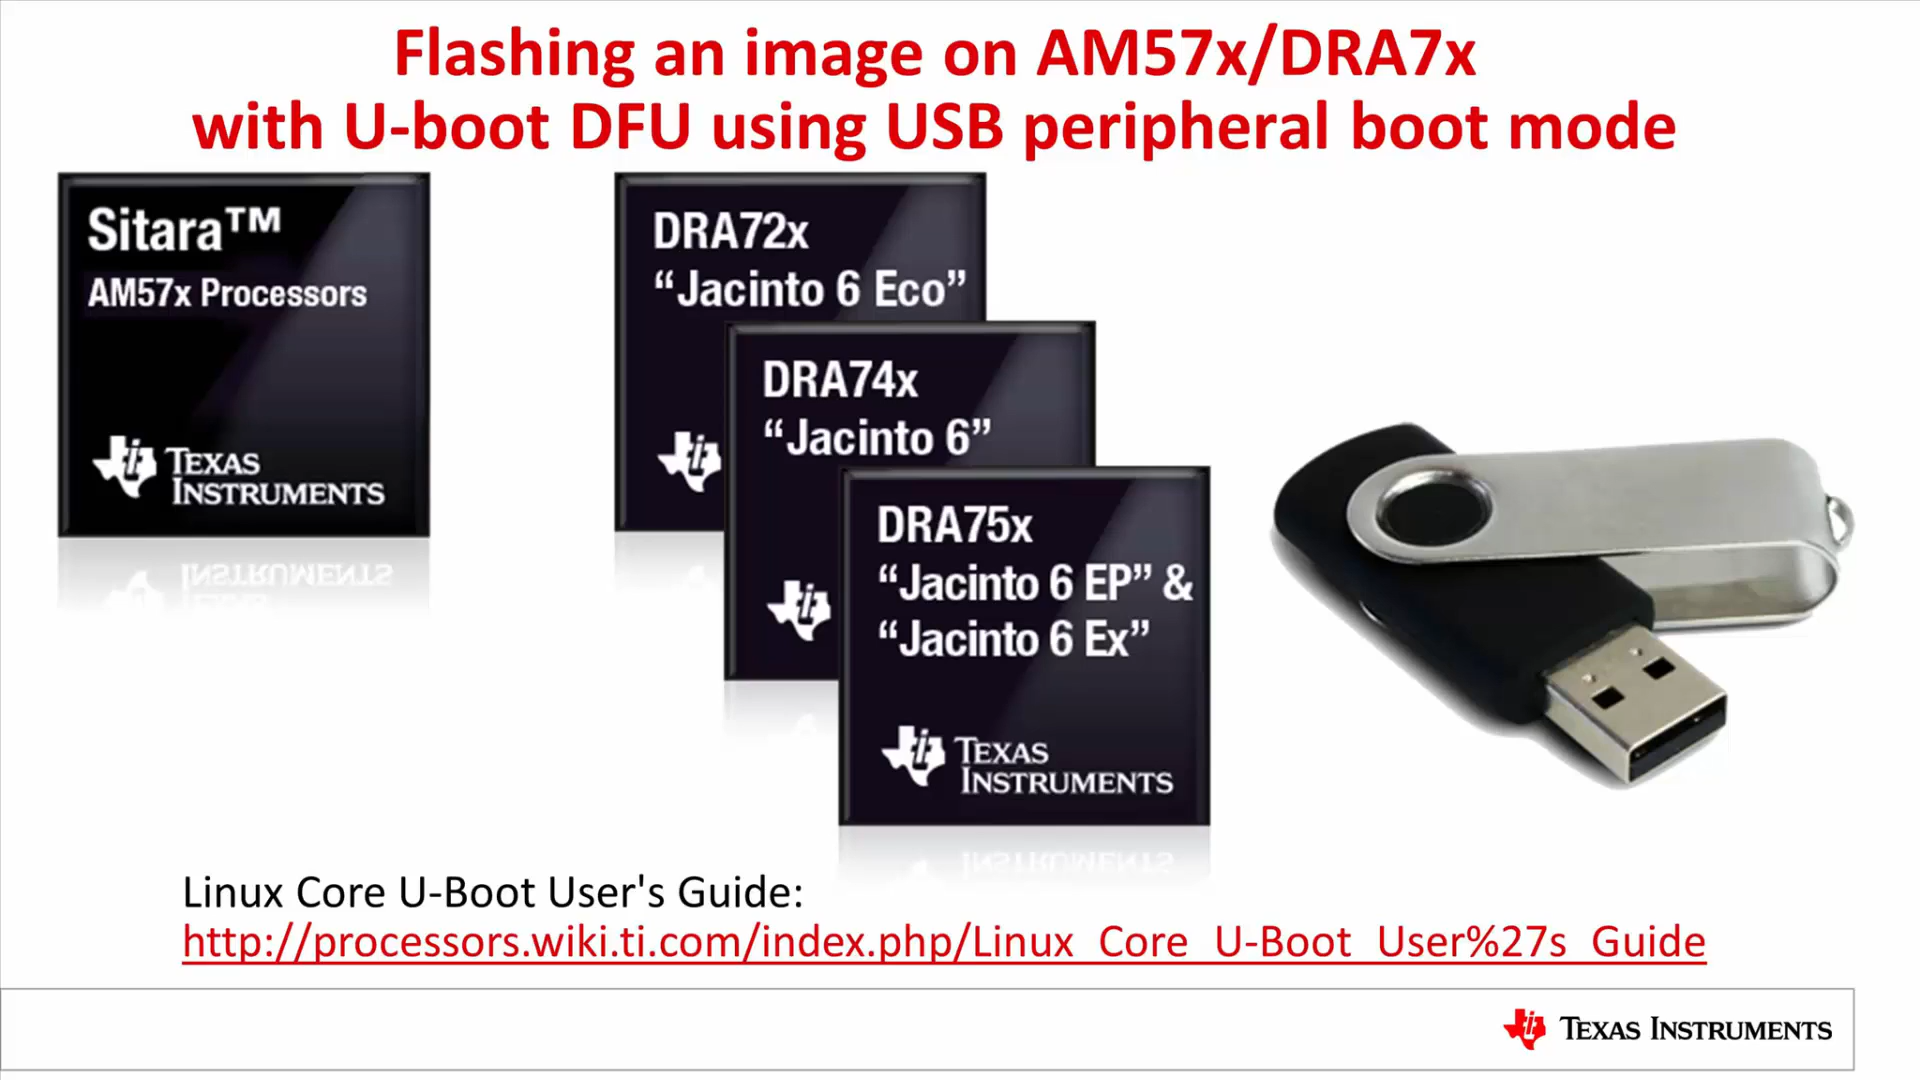 Flashing an image on AM57x/DRA7x
with U-boot DFU using USB peripheral boot mode
Sitara™
AM57x Processors
TEXAS
INSTRUMENTS
DRA72x
“Jacinto 6 Eco”
DRA74x
“Jacinto 6”
DRA75x
“Jacinto 6 EP” &
“Jacinto 6 Ex”
TEXAS
INSTRUMENTS
Linux Core U-Boot User's Guide:
http://processors.wiki.ti.com/index.php/Linux_Core_U-Boot_User%27s_Guide
TEXAS INSTRUMENTS